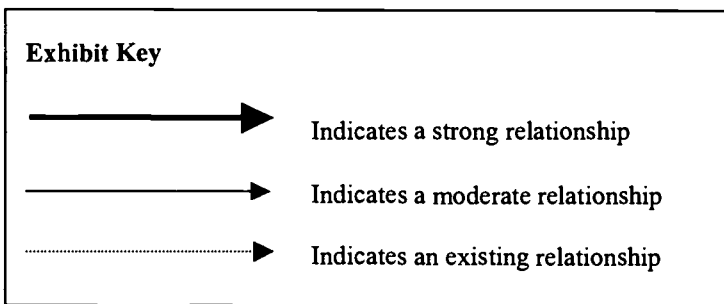 Exhibit Key
Indicates a strong relationship
Indicates a moderate relationship
Indicates an existing relationship